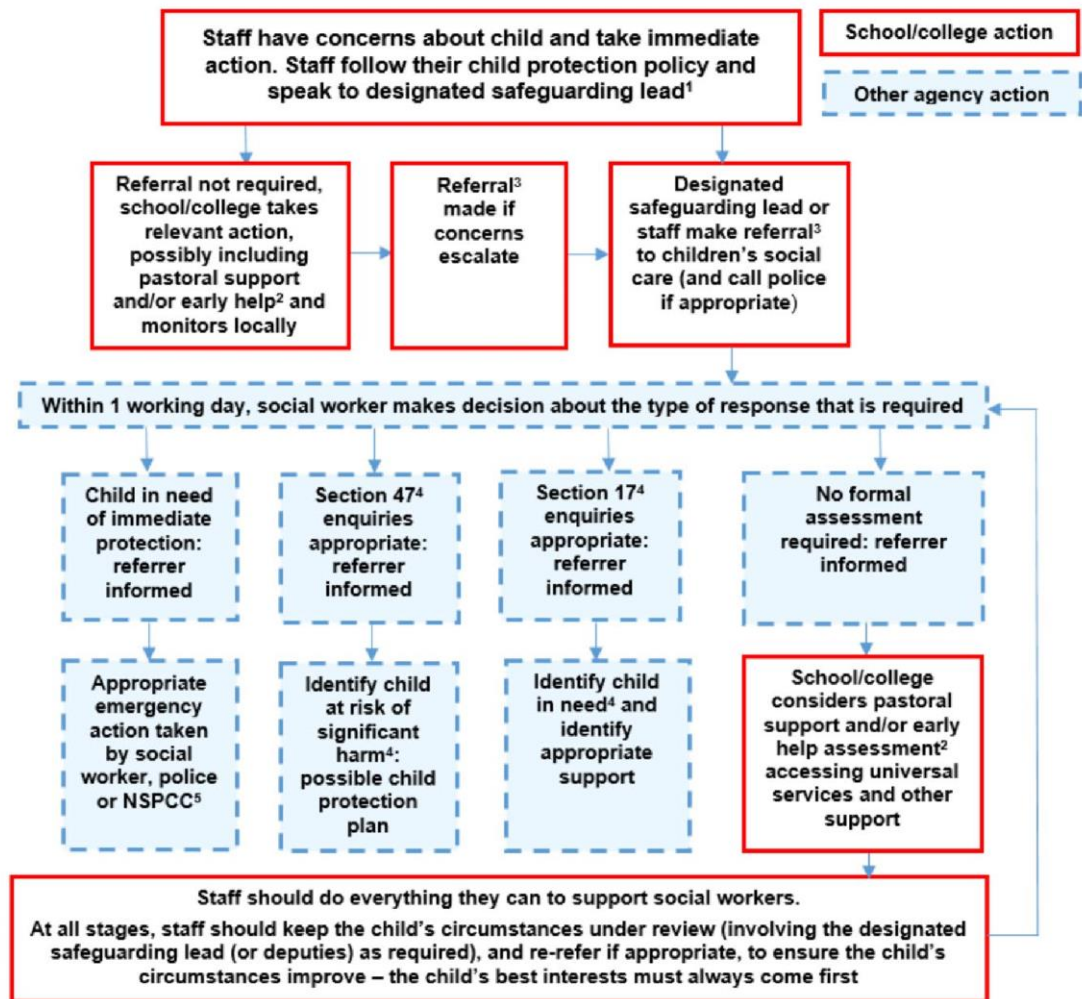 Staff have concerns about child and take immediate
action. Staff follow their child protection policy and
speak to designated safeguarding lead¹
School/college action
Other agency action
Referral not required,
school/college takes
relevant action,
possibly including
pastoral support
and/or early help² and
monitors locally
Referral³
made if
concerns
escalate
Designated
safeguarding lead or
staff make referral³
to children’s social
care (and call police
if appropriate)
Within 1 working day, social worker makes decision about the type of response that is required
Child in need
of immediate
protection:
referrer
informed
Section 47⁴
enquiries
appropriate:
referrer
informed
Section 17⁴
enquiries
appropriate:
referrer
informed
No formal
assessment
required: referrer
informed
Appropriate
emergency
action taken
by social
worker, police
or NSPCC⁵
Identify child
at risk of
significant
harm⁴:
possible child
protection
plan
Identify child
in need⁴ and
identify
appropriate
support
School/college
considers pastoral
support and/or early
help assessment²
accessing universal
services and other
support
Staff should do everything they can to support social workers.
At all stages, staff should keep the child’s circumstances under review (involving the designated
safeguarding lead (or deputies) as required), and re-refer if appropriate, to ensure the child’s
circumstances improve – the child’s best interests must always come first